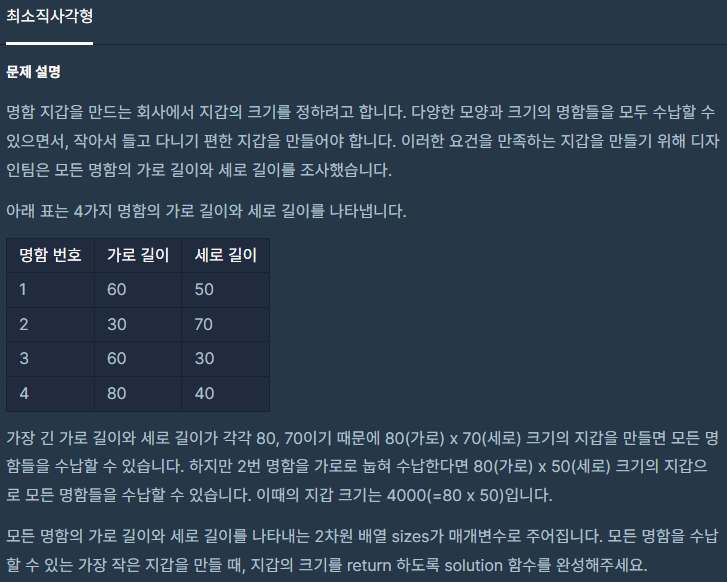 최소직사각형
문제 설명
명함 지갑을 만드는 회사에서 지갑의 크기를 정하려고 합니다. 다양한 모양과 크기의 명함들을 모두 수납할 수
있으면서, 작아서 들고 다니기 편한 지갑을 만들어야 합니다. 이러한 요건을 만족하는 지갑을 만들기 위해 디자
인팀은 모든 명함의 가로 길이와 세로 길이를 조사했습니다.
아래 표는 4가지 명함의 가로 길이와 세로 길이를 나타냅니다.
명함 번호 가로 길이 세로 길이
1 60 50
2 30 70
3 60 30
4 80 40
가장 긴 가로 길이와 세로 길이가 각각 80, 70이기 때문에 80(가로) x 70(세로) 크기의 지갑을 만들면 모든 명
함들을 수납할 수 있습니다. 하지만 2번 명함을 가로로 눕혀 수납한다면 80(가로) x 50(세로) 크기의 지갑으
로 모든 명함들을 수납할 수 있습니다. 이때의 지갑 크기는 4000(=80 x 50)입니다.
모든 명함의 가로 길이와 세로 길이를 나타내는 2차원 배열 sizes가 매개변수로 주어집니다. 모든 명함을 수납
할 수 있는 가장 작은 지갑을 만들 때, 지갑의 크기를 return 하도록 solution 함수를 완성해주세요.